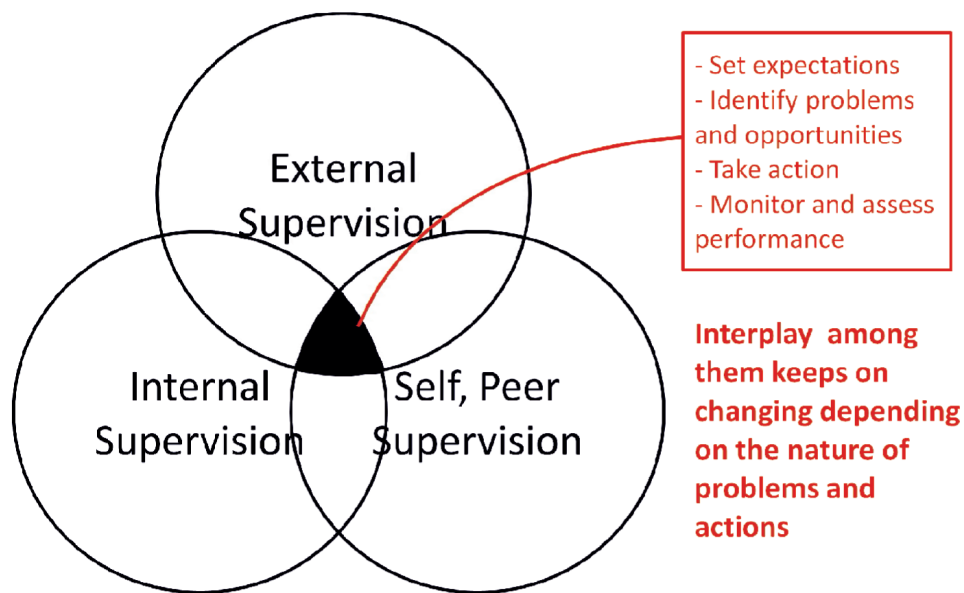 External
Supervision
Internal
Supervision
Self, Peer
Supervision
- Set expectations
- Identify problems
and opportunities
- Take action
- Monitor and assess
performance
Interplay among
them keeps on
changing depending
on the nature of
problems and
actions